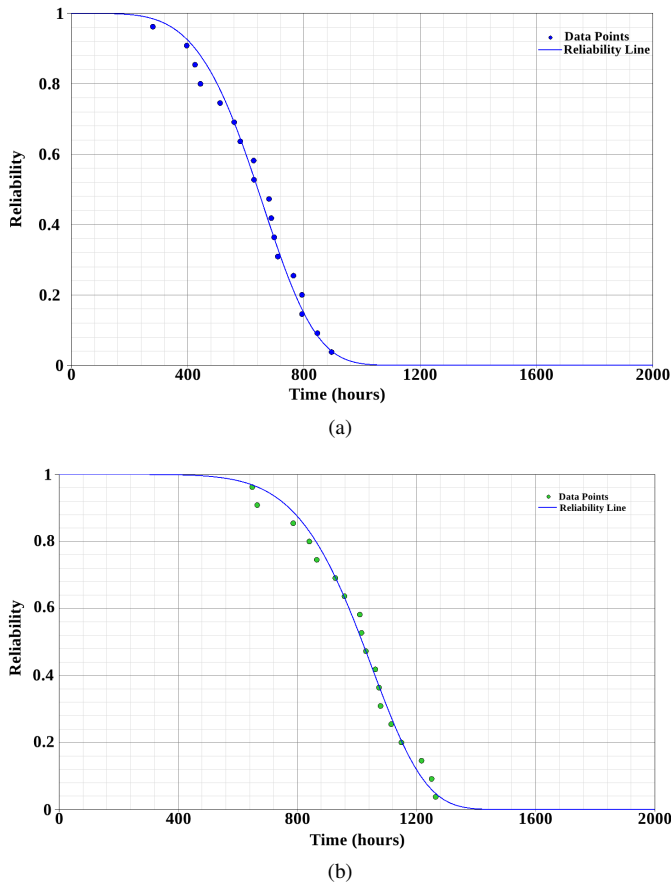 1
0.8
0.6
0.4
0.2
0
Reliability
Data Points
Reliability Line
0 400 800 1200 1600 2000
Time (hours)
(a)
1
0.8
0.6
0.4
0.2
0
Reliability
Data Points
Reliability Line
0 400 800 1200 1600 2000
Time (hours)
(b)